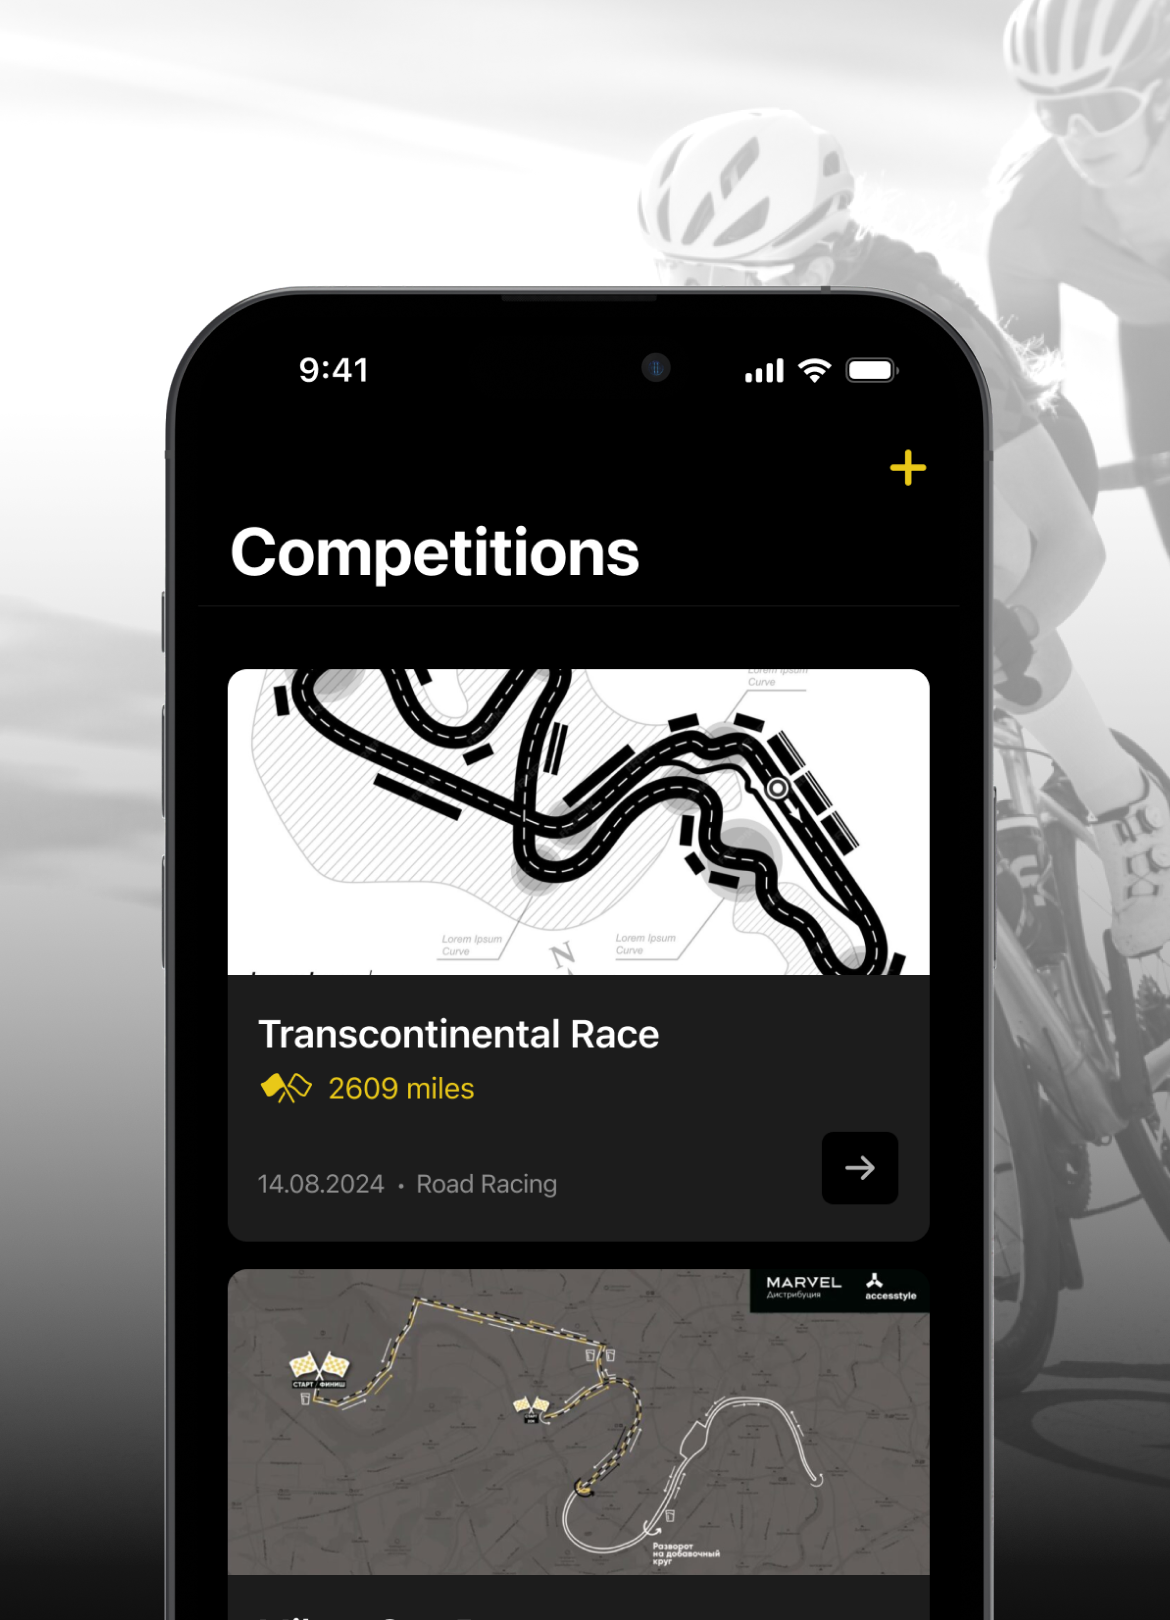 9:41
Competitions
Lorem Ipsum
Curve
Lorem Ipsum
Curve
Lorem Ipsum
Curve
N
Transcontinental Race
2609 miles
14.08.2024 • Road Racing
MARVEL
Дистрибуция
accesstyle
СТАРТ / ФИНИШ
Разворот
на добавочный
круг